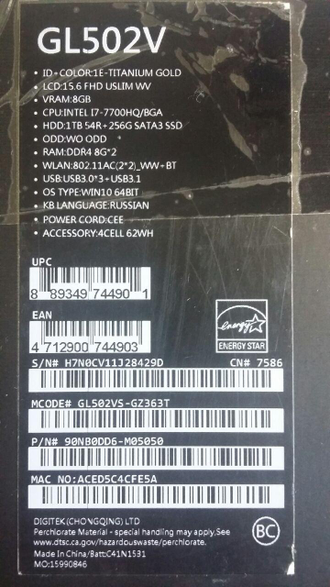 GL502V
• ID-COLOR:1E-TITANIUM GOLD
• LCD:15.6 FHD USLIM WV
• VRAM:8GB
• CPU:INTEL I7-7700HQ/BGA
• HDD:1TB 54R+256G SATA3 SSD
• ODD:WO ODD
• RAM:DDR4 8G*2
• WLAN:802.11AC(2*2)_WW+BT
• USB:USB3.0*3+USB3.1
• OS TYPE:WIN10 64BIT
• KB LANGUAGE:RUSSIAN
• POWER CORD:CEE
• ACCESSORY:4CELL 62WH
UPC
8 89349 74490 1
EAN
4 712900 744903
energy
ENERGY STAR
S/N# H7N0CV11J28429D CN# 7586
MCODE# GL502VS-GZ363T
P/N# 90NB0DD6-M05050
MAC NO:ACED5C4CFE5A
DIGITEK(CHONGQING) LTD
Perchlorate Material - special handling may apply.See
www.dtsc.ca.gov/hazardouswaste/perchlorate.
Made In China/Batt:C41N1531
MO:15990846
BC